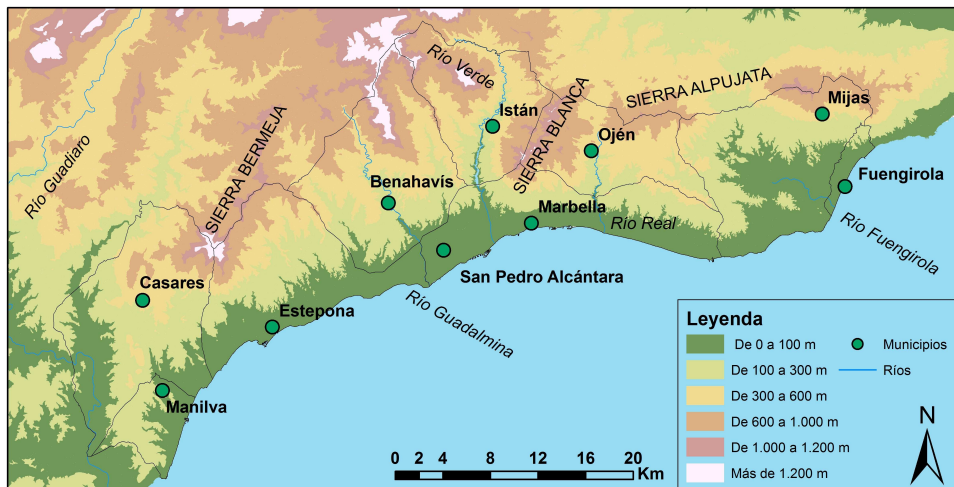 Río Verde
SIERRA ALPUJATA
Mijas
Istán
SIERRA BLANCA
Ojén
SIERRA BERMEJA
Río Guadiaro
Benahavís
Fuengirola
Marbella
Río Real
Río Fuengirola
San Pedro Alcántara
Casares
Estepona
Río Guadalmina
Manilva
Leyenda
De 0 a 100 m
De 100 a 300 m
De 300 a 600 m
De 600 a 1.000 m
De 1.000 a 1.200 m
Más de 1.200 m
Municipios
Ríos
N
0 2 4 8 12 16 20
Km